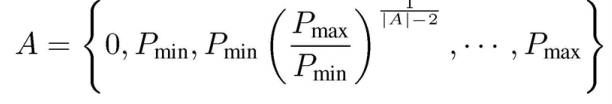 A = { 0, P_min, P_min ( P_max / P_min )^{1 / (|A|−2)}, ⋯, P_max }